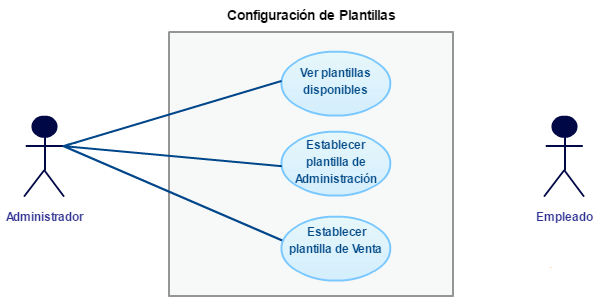 Configuración de Plantillas
Ver plantillas
disponibles
Establecer
plantilla de
Administración
Establecer
plantilla de Venta
Administrador
Empleado